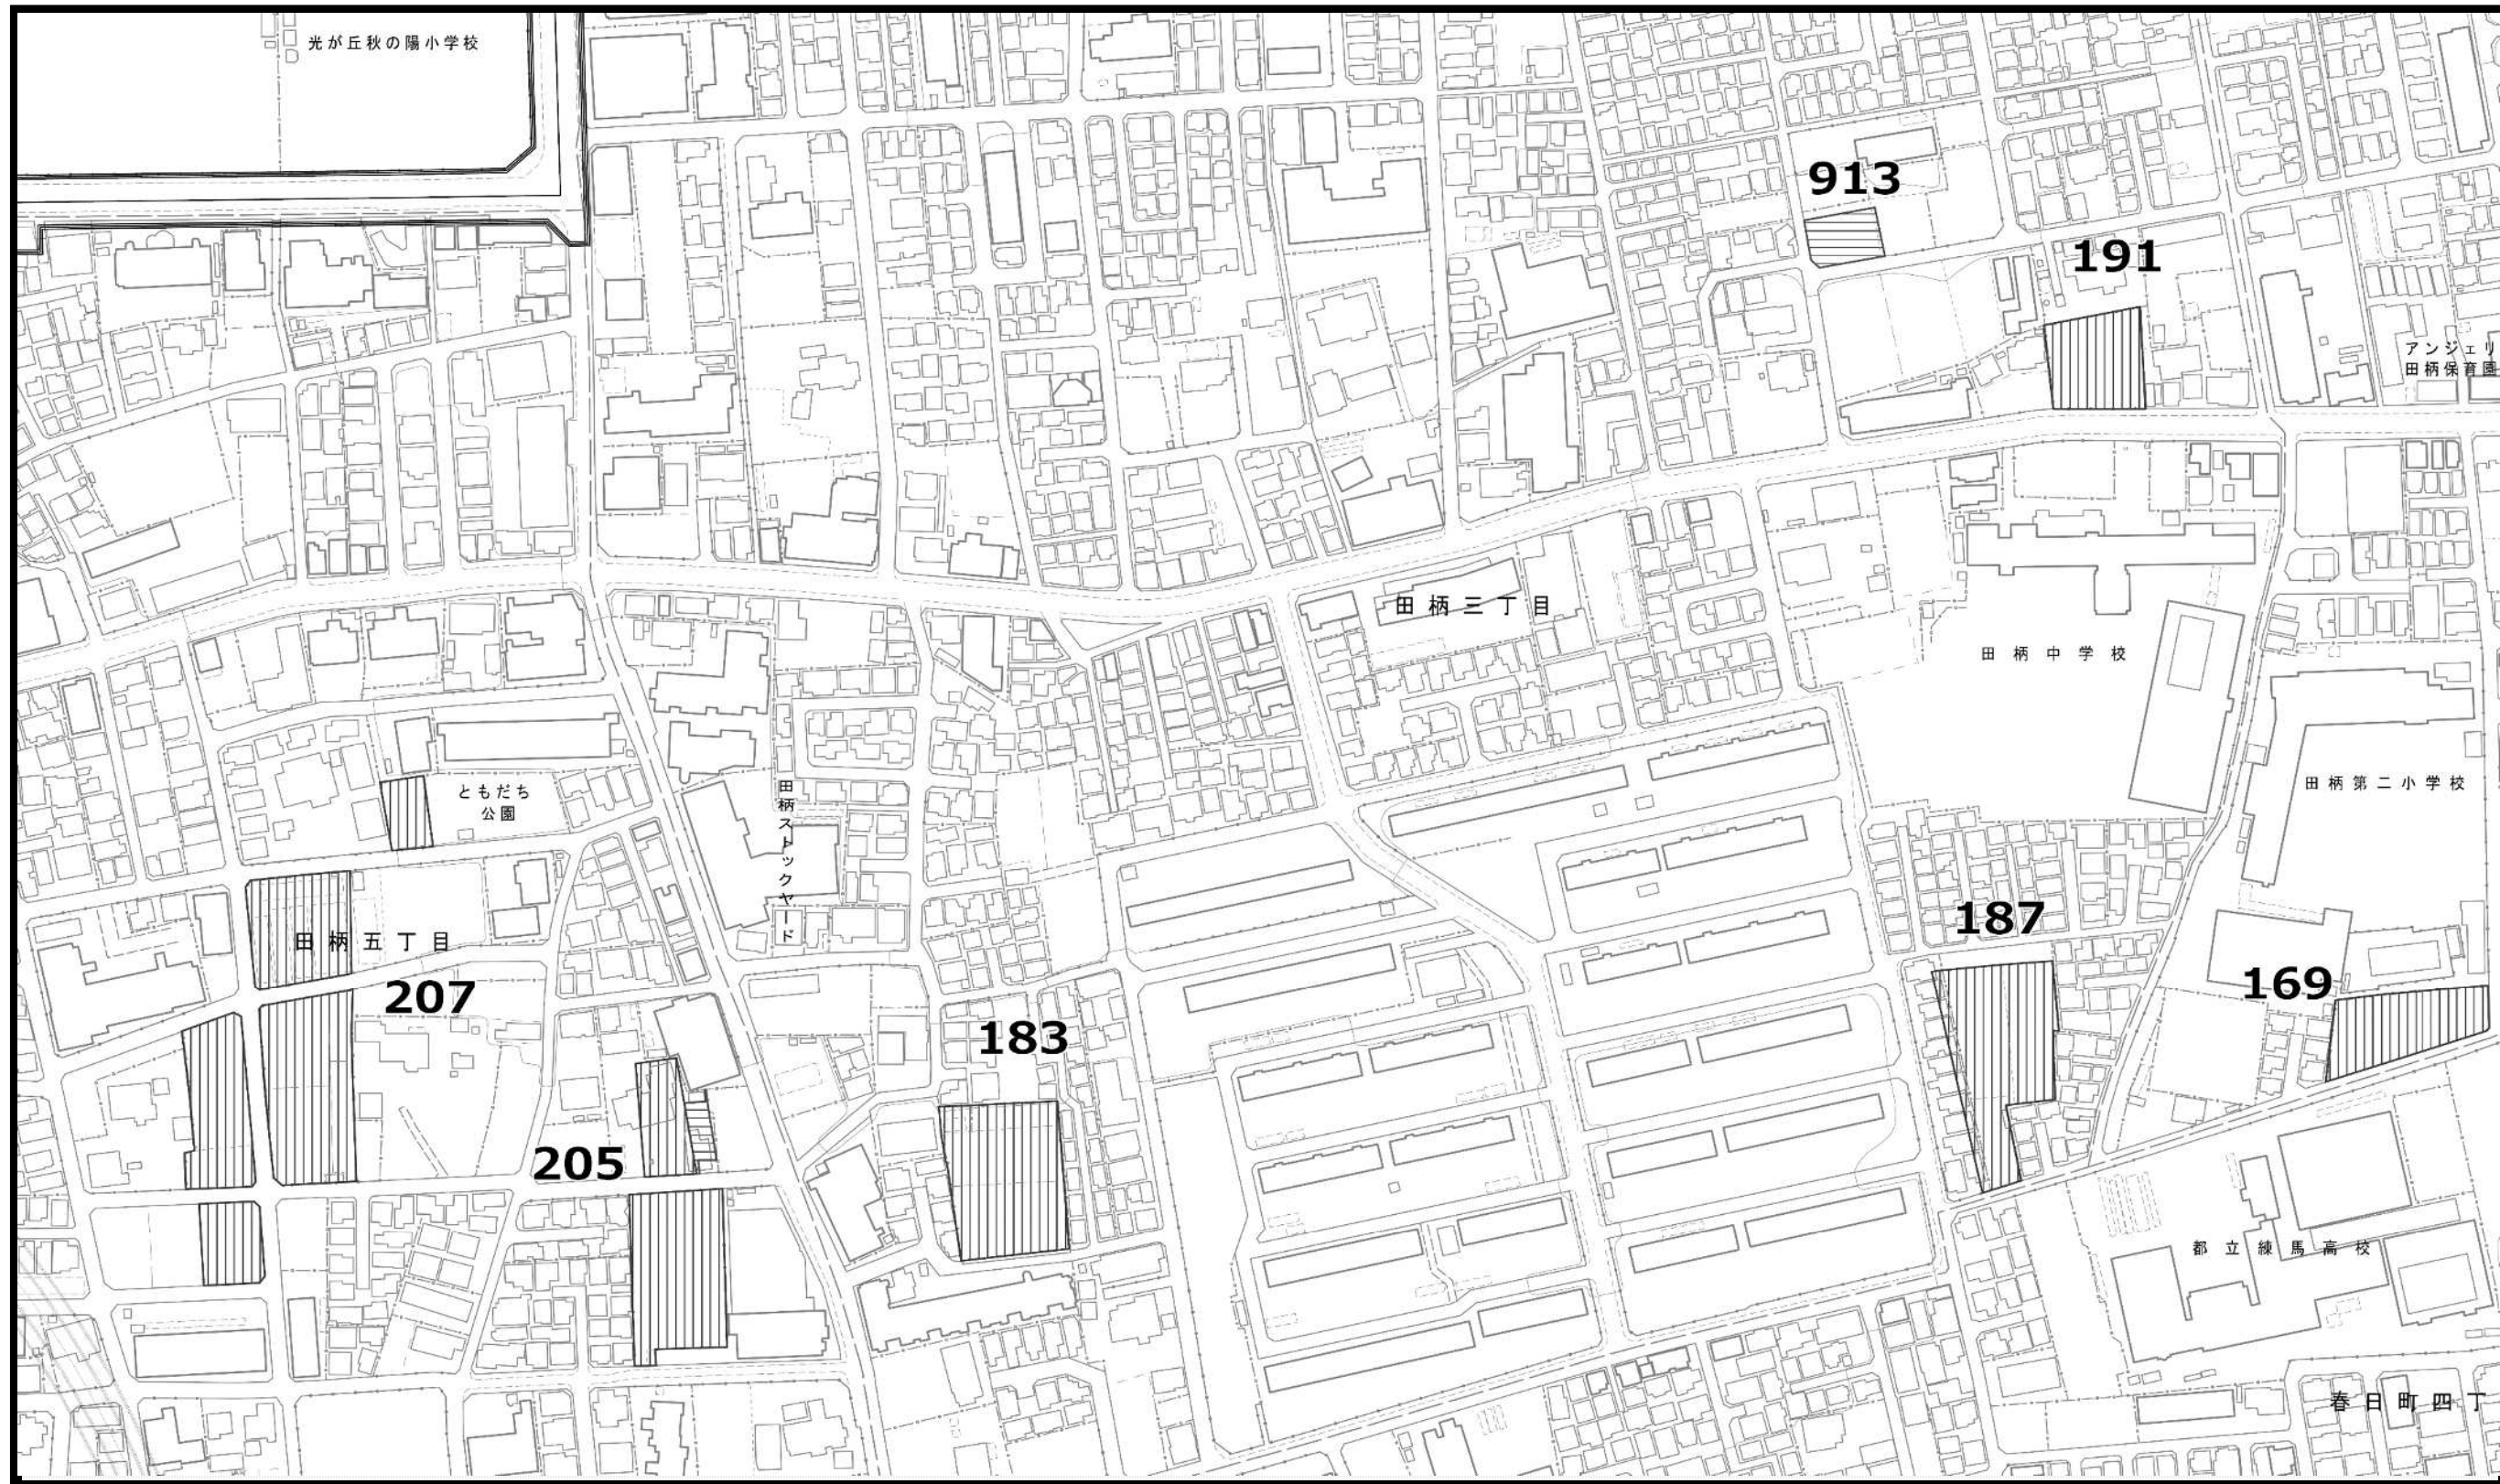 光が丘秋の陽小学校
913
191
アンジェリ
田柄保育園
田柄三丁目
田柄中学校
田柄第二小学校
ともだち
公園
田柄ストックヤード
田柄五丁目
207
183
187
169
205
都立練馬高校
春日町四丁